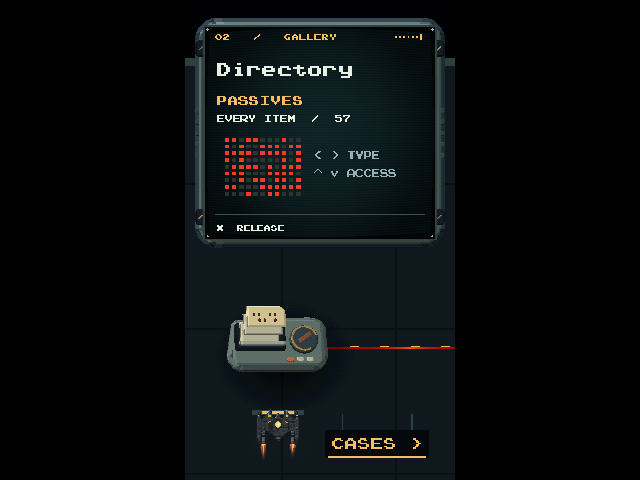 02 / GALLERY
Directory
PASSIVES
EVERY ITEM / 57
< > TYPE
^ v ACCESS
× RELEASE
CASES >